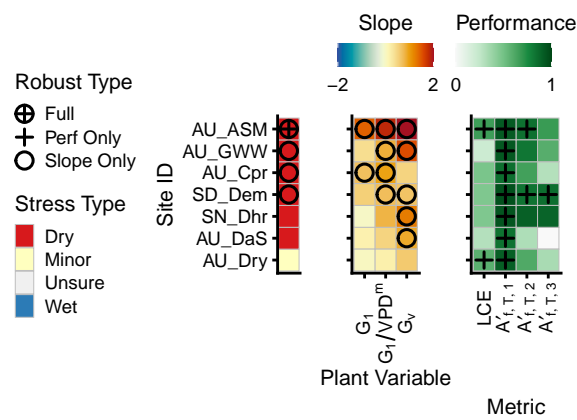 Slope
Performance
−2
2
0
1
Robust Type
Full
Perf Only
Slope Only
Stress Type
Dry
Minor
Unsure
Wet
Site ID
AU_ASM
AU_GWW
AU_Cpr
SD_Dem
SN_Dhr
AU_DaS
AU_Dry
G1
G1/VPDm
Gv
Plant Variable
LCE
A′f, T, 1
A′f, T, 2
A′f, T, 3
Metric